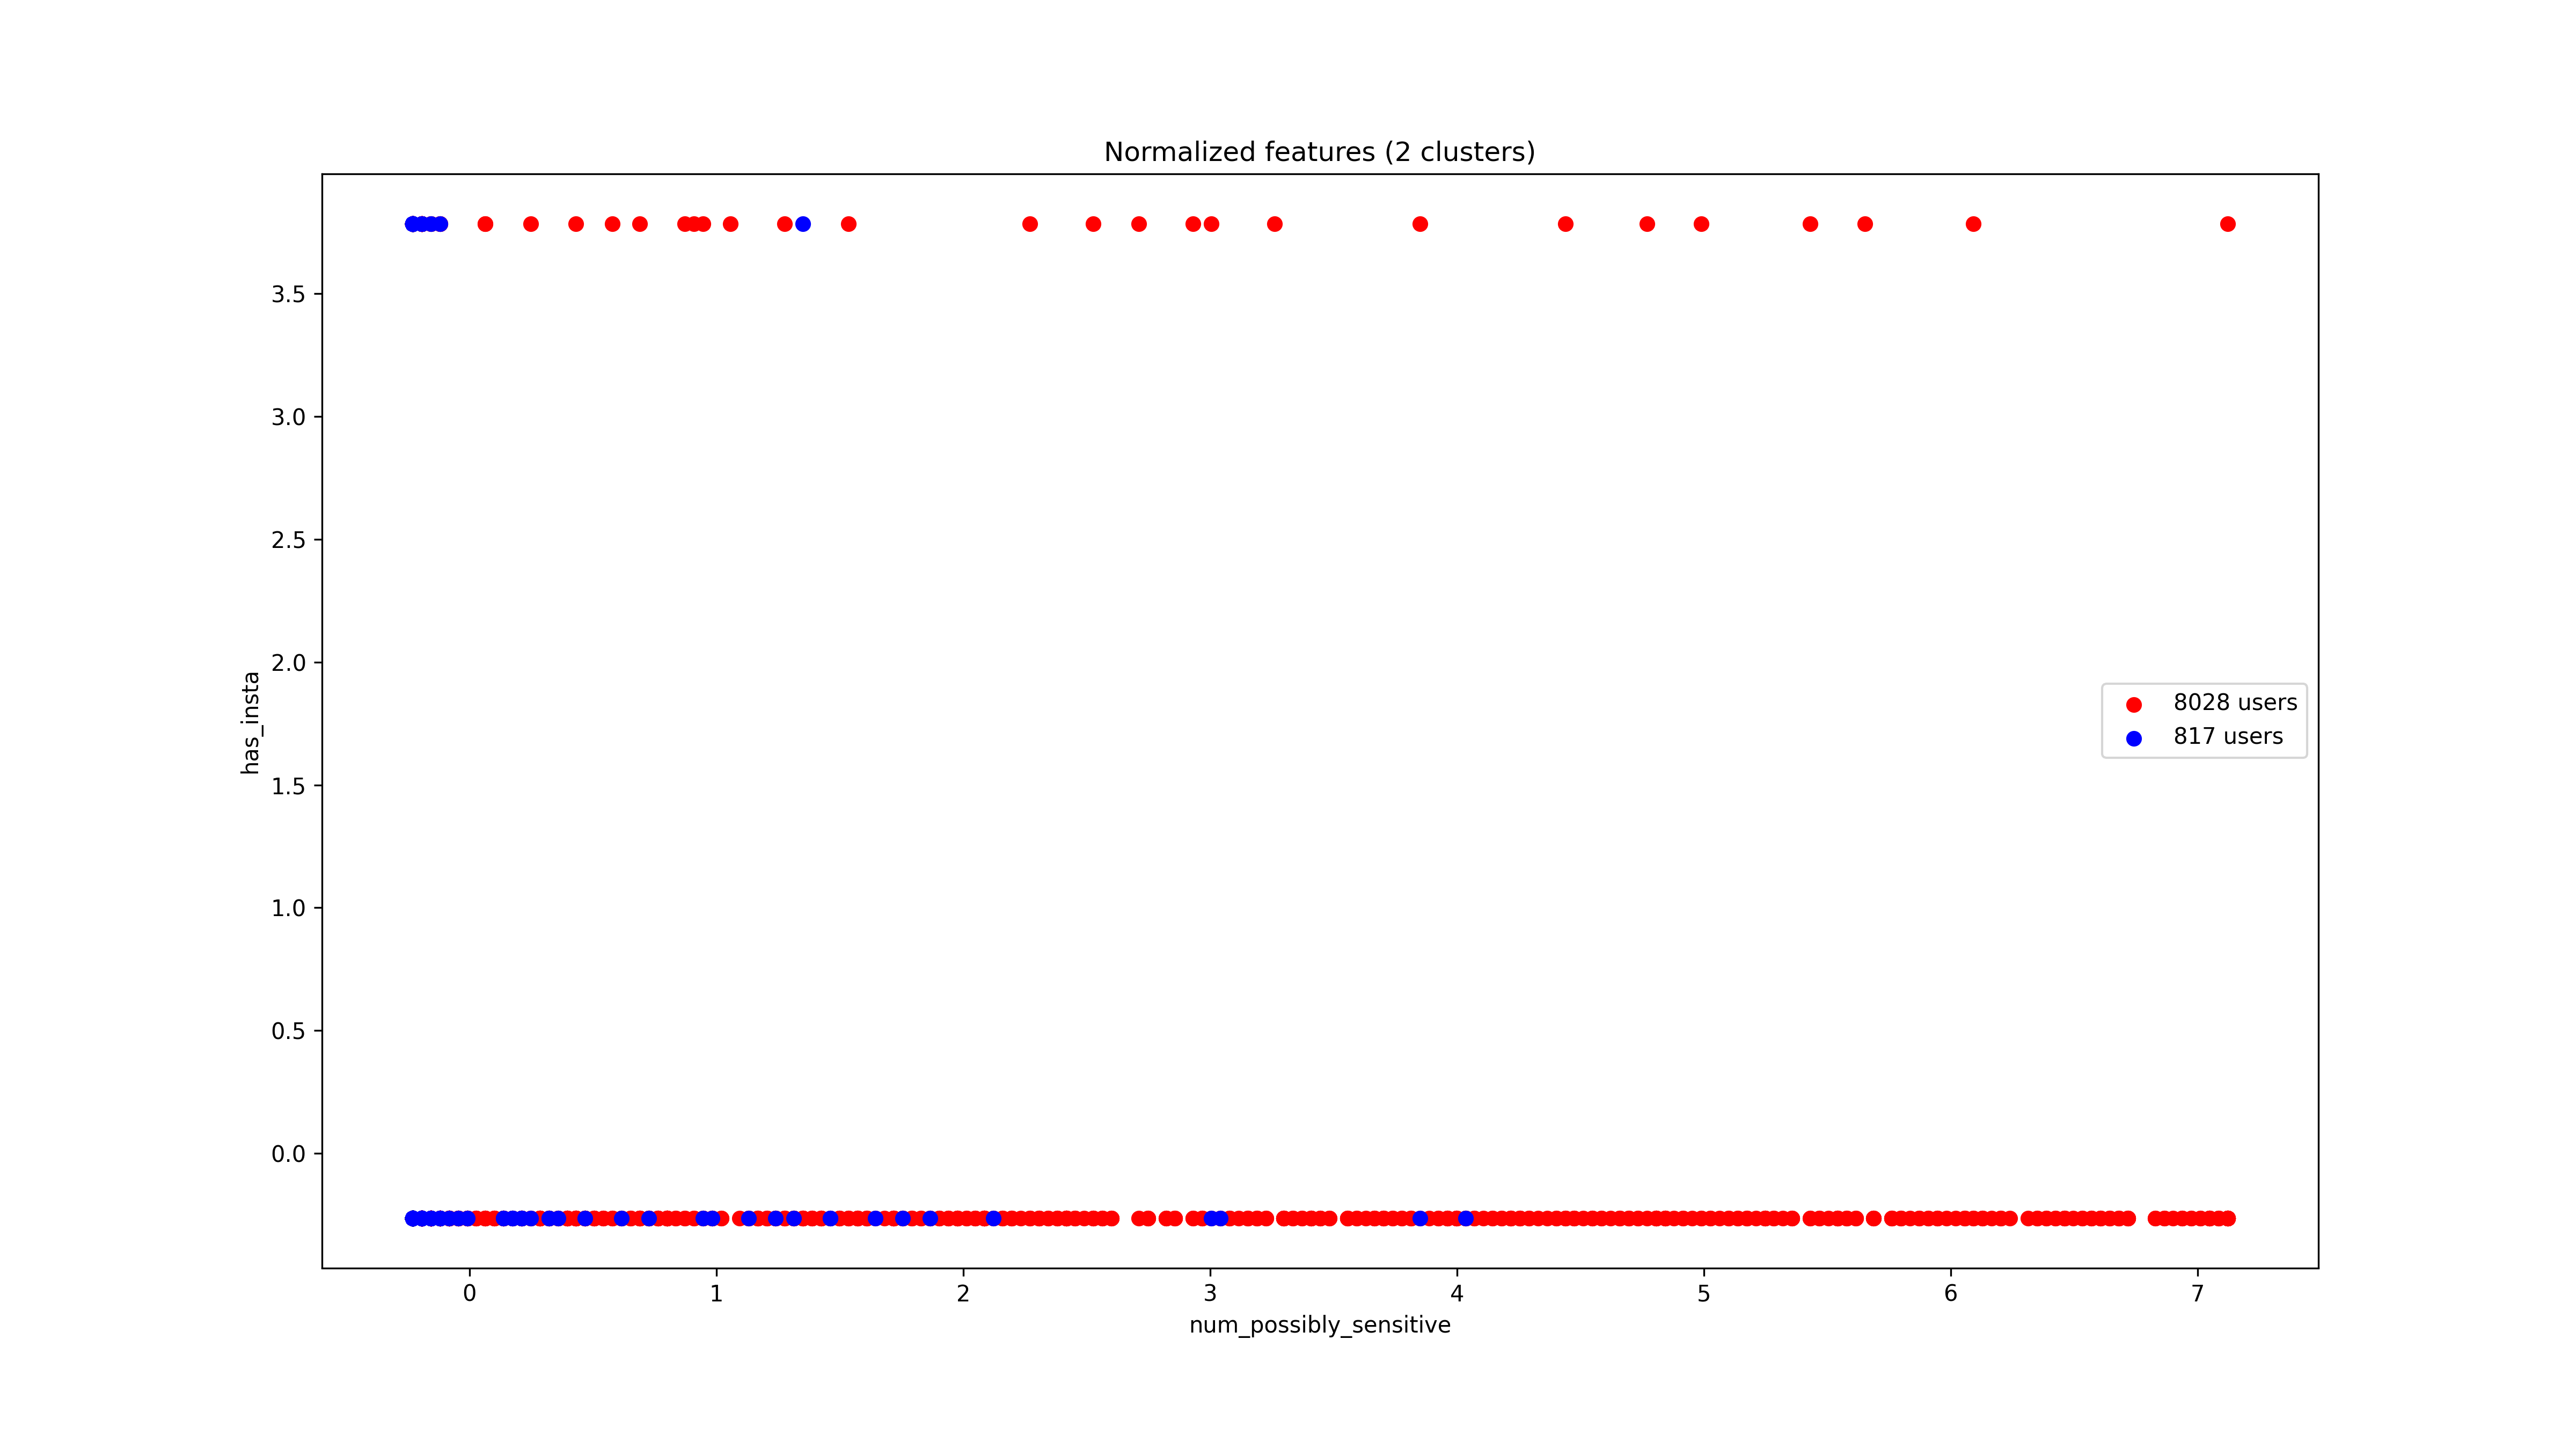 Normalized features (2 clusters)
has_insta
3.5
3.0
2.5
2.0
1.5
1.0
0.5
0.0
8028 users
817 users
0 1 2 3 4 5 6 7
num_possibly_sensitive